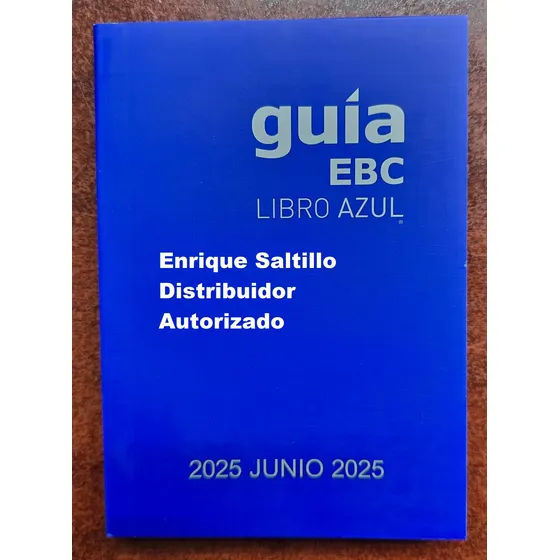 guía
EBC
LIBRO AZUL
Enrique Saltillo
Distribuidor
Autorizado
2025 JUNIO 2025